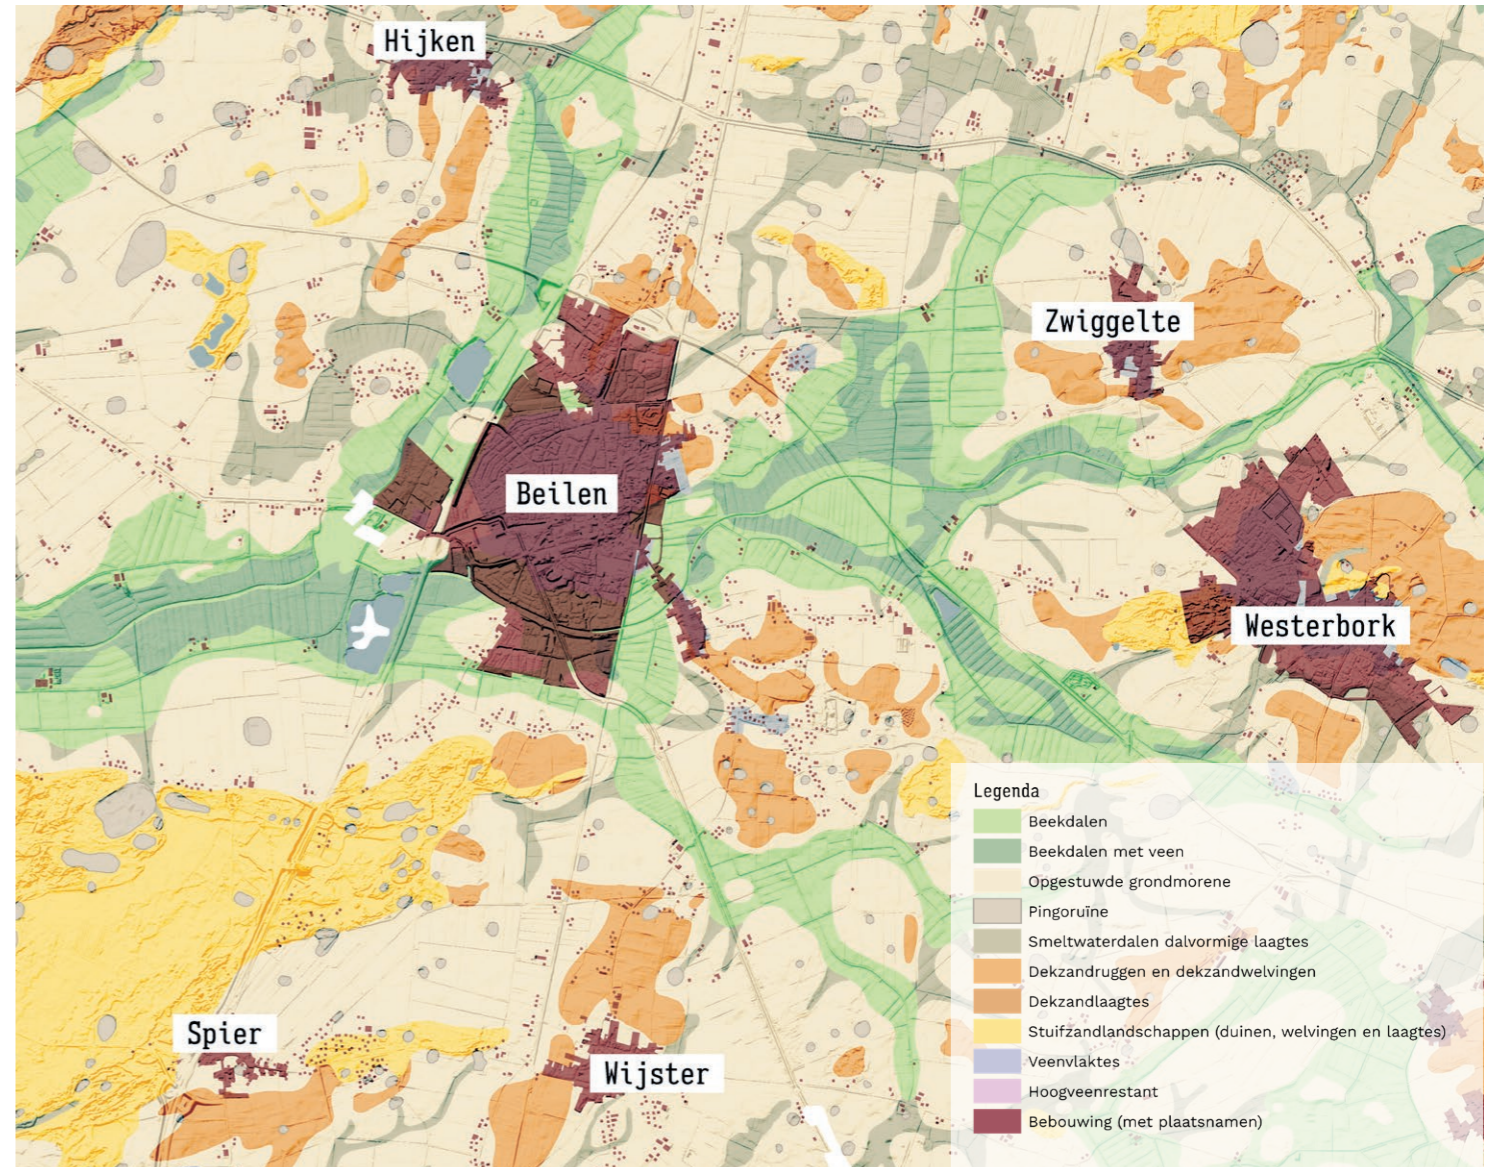 Hijken
Zwiggelte
Beilen
Westerbork
Spier
Wijster
Legenda
Beekdalen
Beekdalen met veen
Opgestuwde grondmorene
Pingoruïne
Smeltwaterdalen dalvormige laagtes
Dekzandruggen en dekzandwelvingen
Dekzandlaagtes
Stuifzandlandschappen (duinen, welvingen en laagtes)
Veenvlaktes
Hoogveenrestant
Bebouwing (met plaatsnamen)